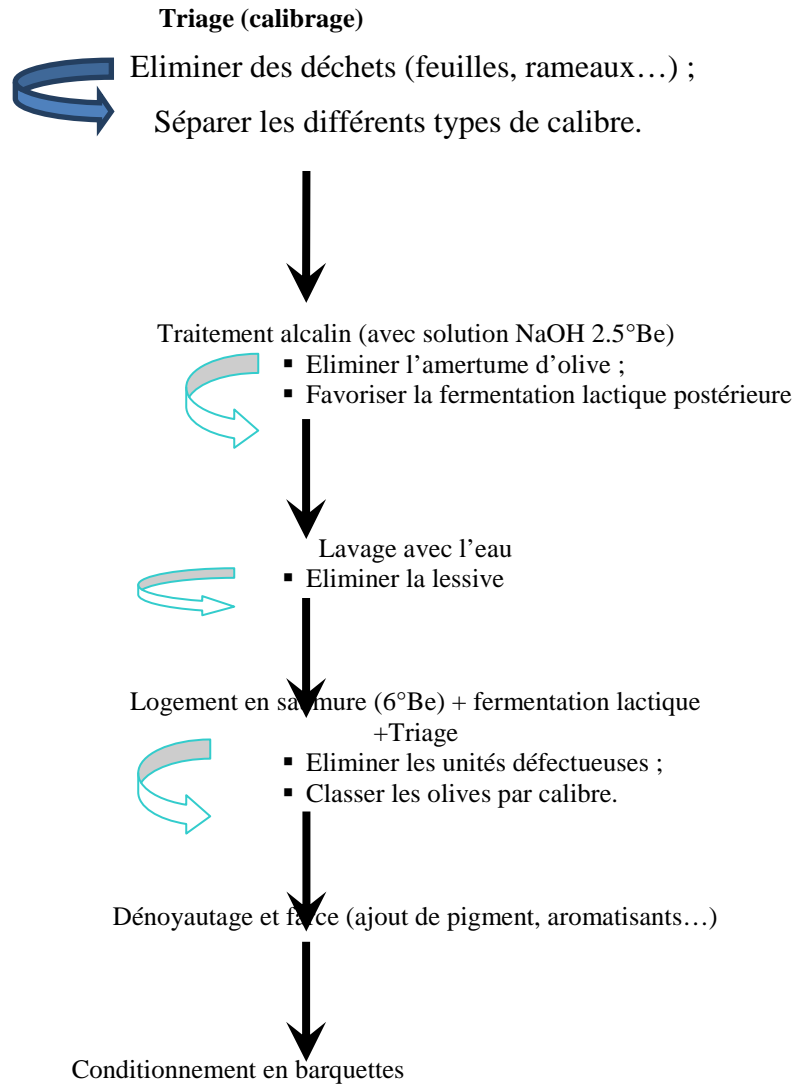 Triage (calibrage)
Eliminer des déchets (feuilles, rameaux…) ;
Séparer les différents types de calibre.
Traitement alcalin (avec solution NaOH 2.5°Be)
▪ Eliminer l’amertume d’olive ;
▪ Favoriser la fermentation lactique postérieure
Lavage avec l’eau
▪ Eliminer la lessive
Logement en saumure (6°Be) + fermentation lactique
+Triage
▪ Eliminer les unités défectueuses ;
▪ Classer les olives par calibre.
Dénoyautage et farce (ajout de pigment, aromatisants…)
Conditionnement en barquettes